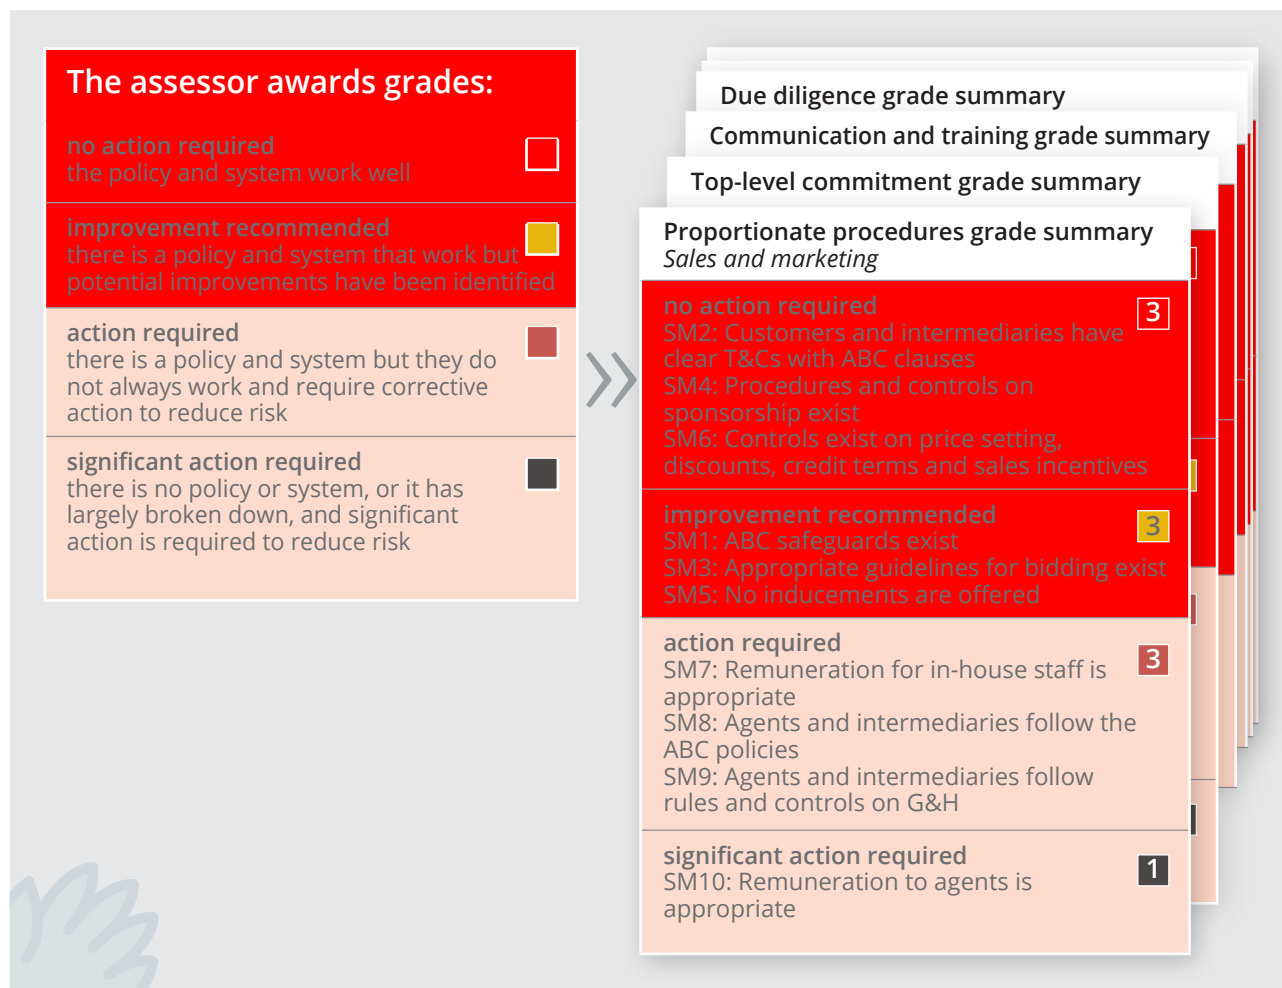 The assessor awards grades:
no action required
the policy and system work well
improvement recommended
there is a policy and system that work but
potential improvements have been identified
action required
there is a policy and system but they do
not always work and require corrective
action to reduce risk
significant action required
there is no policy or system, or it has
largely broken down, and significant
action is required to reduce risk
Due diligence grade summary
Communication and training grade summary
Top-level commitment grade summary
Proportionate procedures grade summary
Sales and marketing
no action required
3
SM2: Customers and intermediaries have
clear T&Cs with ABC clauses
SM4: Procedures and controls on
sponsorship exist
SM6: Controls exist on price setting,
discounts, credit terms and sales incentives
improvement recommended
3
SM1: ABC safeguards exist
SM3: Appropriate guidelines for bidding exist
SM5: No inducements are offered
action required
3
SM7: Remuneration for in-house staff is
appropriate
SM8: Agents and intermediaries follow the
ABC policies
SM9: Agents and intermediaries follow
rules and controls on G&H
significant action required
1
SM10: Remuneration to agents is
appropriate